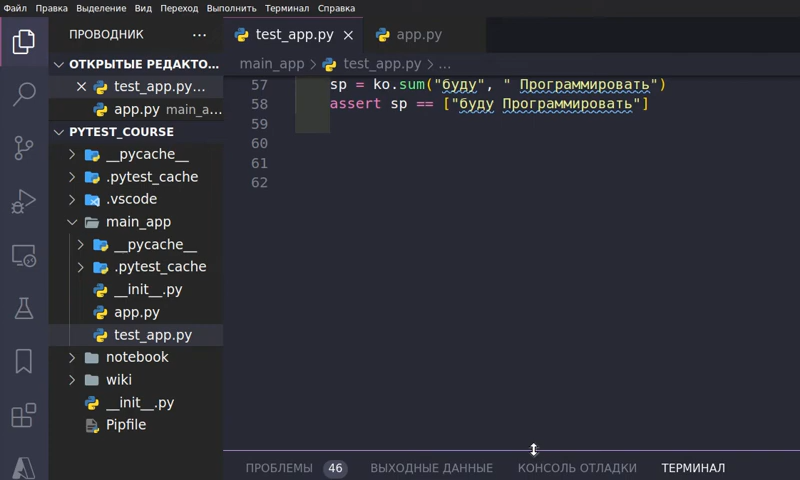 Файл Правка Выделение Вид Переход Выполнить Терминал Справка
ПРОВОДНИК ...
test_app.py app.py
ОТКРЫТЫЕ РЕДАКТО...
main_app > test_app.py > ...
test_app.py...
app.py main_a...
57 sp = ko.sum("буду", " Программировать")
58 assert sp == ["буду Программировать"]
59
60
61
62
PYTEST_COURSE
__pycache__
.pytest_cache
.vscode
main_app
__pycache__
.pytest_cache
__init__.py
app.py
test_app.py
notebook
wiki
__init__.py
Pipfile
ПРОБЛЕМЫ 46 ВЫХОДНЫЕ ДАННЫЕ КОНСОЛЬ ОТЛАДКИ ТЕРМИНАЛ